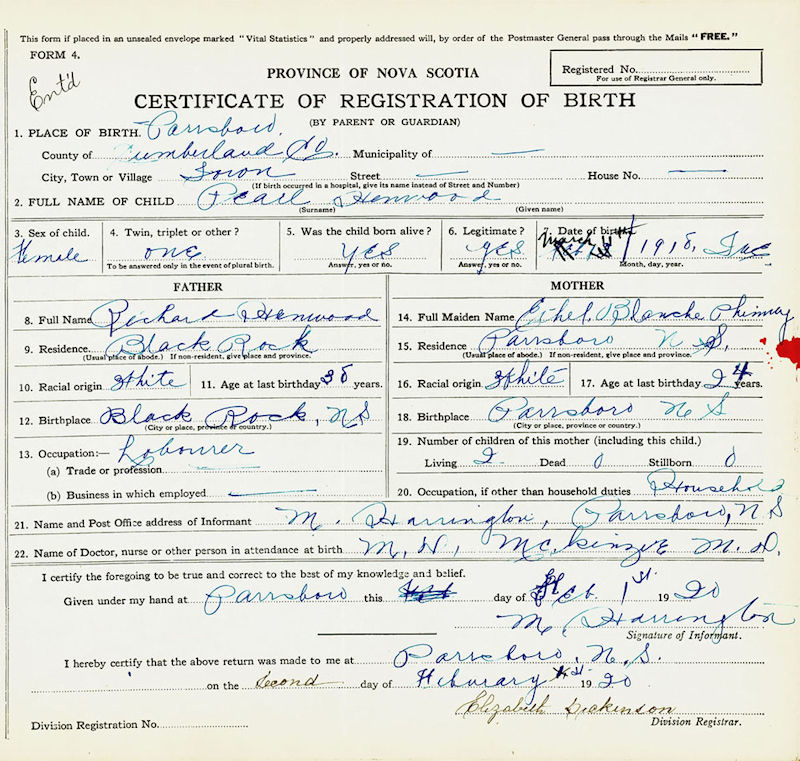 This form if placed in an unsealed envelope marked "Vital Statistics" and properly addressed will, by order of the Postmaster General pass through the Mails "FREE."
FORM 4.
Ent'd
PROVINCE OF NOVA SCOTIA
Registered No.
For use of Registrar General only.
CERTIFICATE OF REGISTRATION OF BIRTH
(BY PARENT OR GUARDIAN)
1. PLACE OF BIRTH. Parrsboro.
County of Cumberland Co. Municipality of —
City, Town or Village Town Street — House No. —
(If birth occurred in a hospital, give its name instead of Street and Number)
2. FULL NAME OF CHILD Pearl Henwood
(Surname) (Given name)
3. Sex of child. 4. Twin, triplet or other? 5. Was the child born alive? 6. Legitimate? 7. Date of birth
Female one yes yes March 11th 1918,
To be answered only in the event of plural birth. Answer, yes or no. Answer, yes or no. Month, day, year.
FATHER
8. Full Name Richard Henwood
9. Residence. Black Rock
(Usual place of abode.) If non-resident, give place and province.
10. Racial origin White 11. Age at last birthday 38 years.
12. Birthplace Black Rock, NS
(City or place, province or country.)
13. Occupation:— Labourer
(a) Trade or profession
(b) Business in which employed —
MOTHER
14. Full Maiden Name Ethel Blanche Phinney
15. Residence Parrsboro N S.
(Usual place of abode.) If non-resident, give place and province.
16. Racial origin White 17. Age at last birthday 24 years.
18. Birthplace Parrsboro N S
(City or place, province or country.)
19. Number of children of this mother (including this child.)
Living 2 Dead 0 Stillborn 0
20. Occupation, if other than household duties Household
21. Name and Post Office address of Informant M. Harrington, Parrsboro, N S
22. Name of Doctor, nurse or other person in attendance at birth M. D. McKinzie M. D.
I certify the foregoing to be true and correct to the best of my knowledge and belief.
Given under my hand at Parrsboro this day of Feb 1st. 1920
M. Harrington
Signature of Informant.
I hereby certify that the above return was made to me at Parrsboro, N. S.
on the second day of Feburary 1920
Elizabeth Dickinson
Division Registration No. Division Registrar.